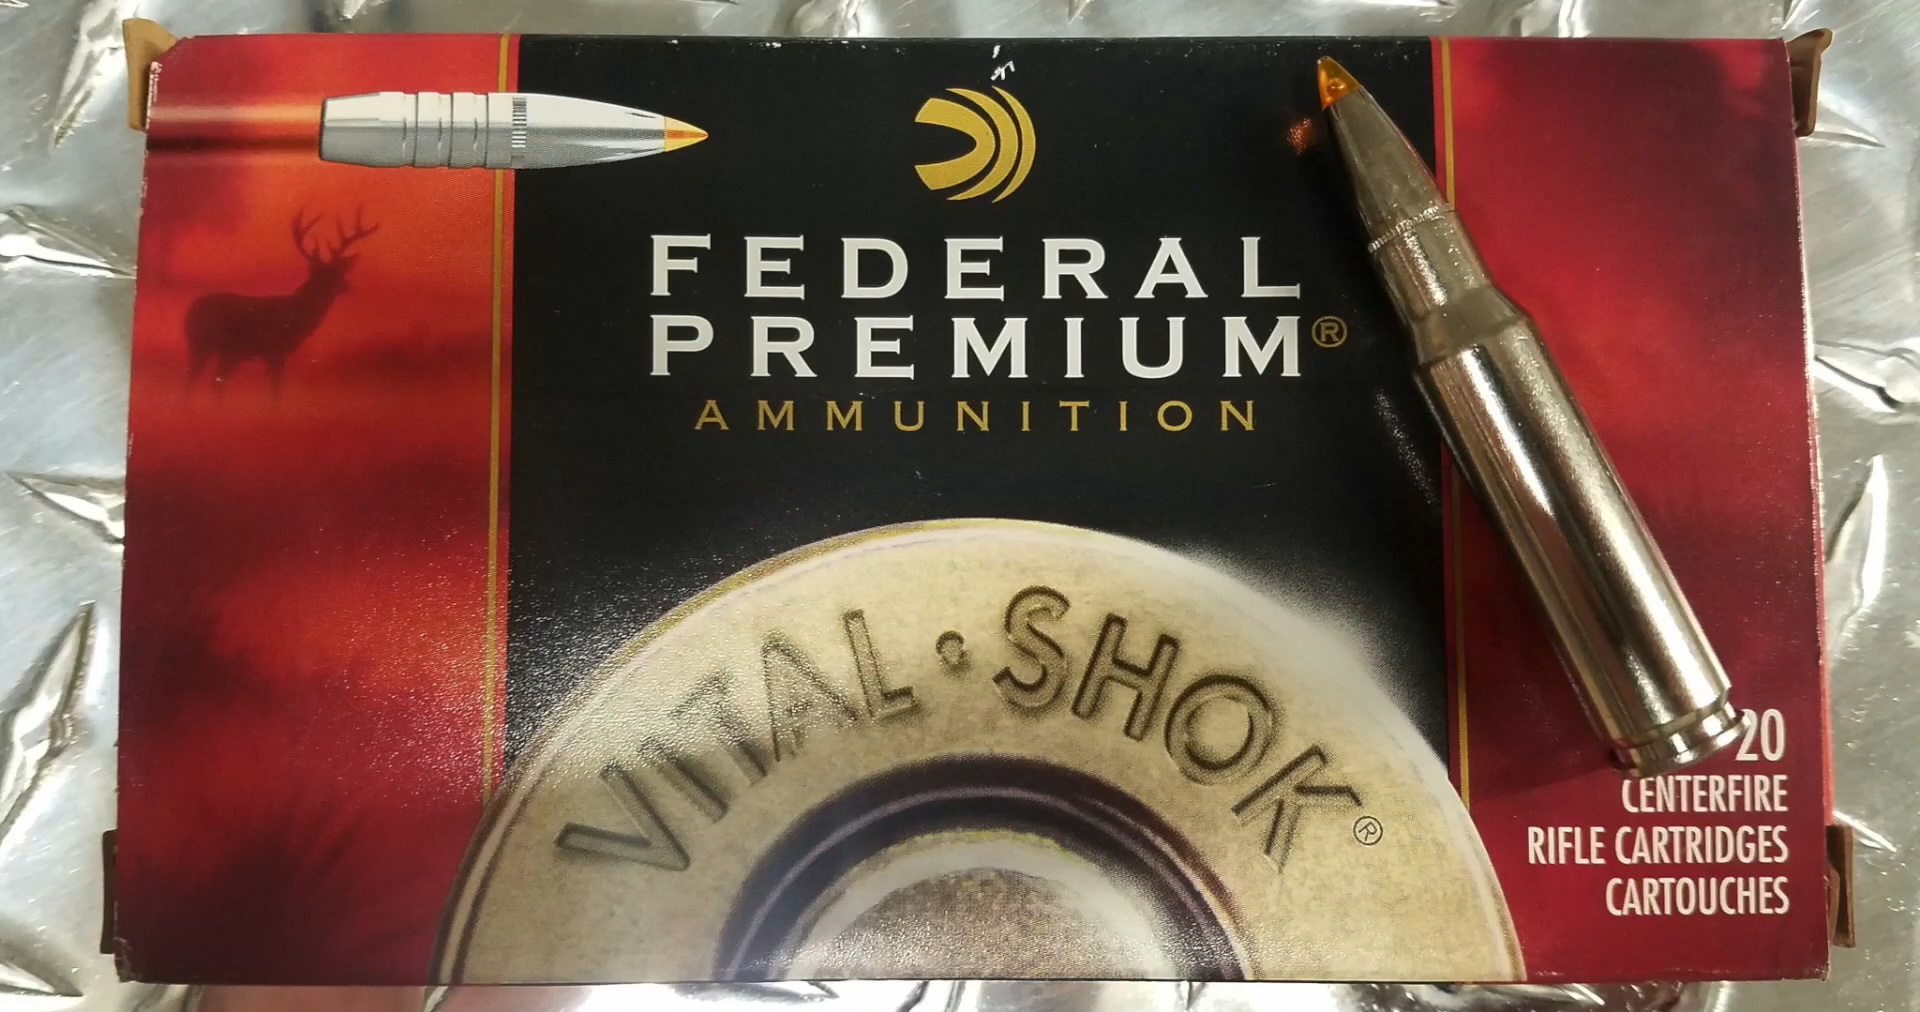 FEDERAL
PREMIUM®
AMMUNITION
VITAL·SHOK®
20
CENTERFIRE
RIFLE CARTRIDGES
CARTOUCHES